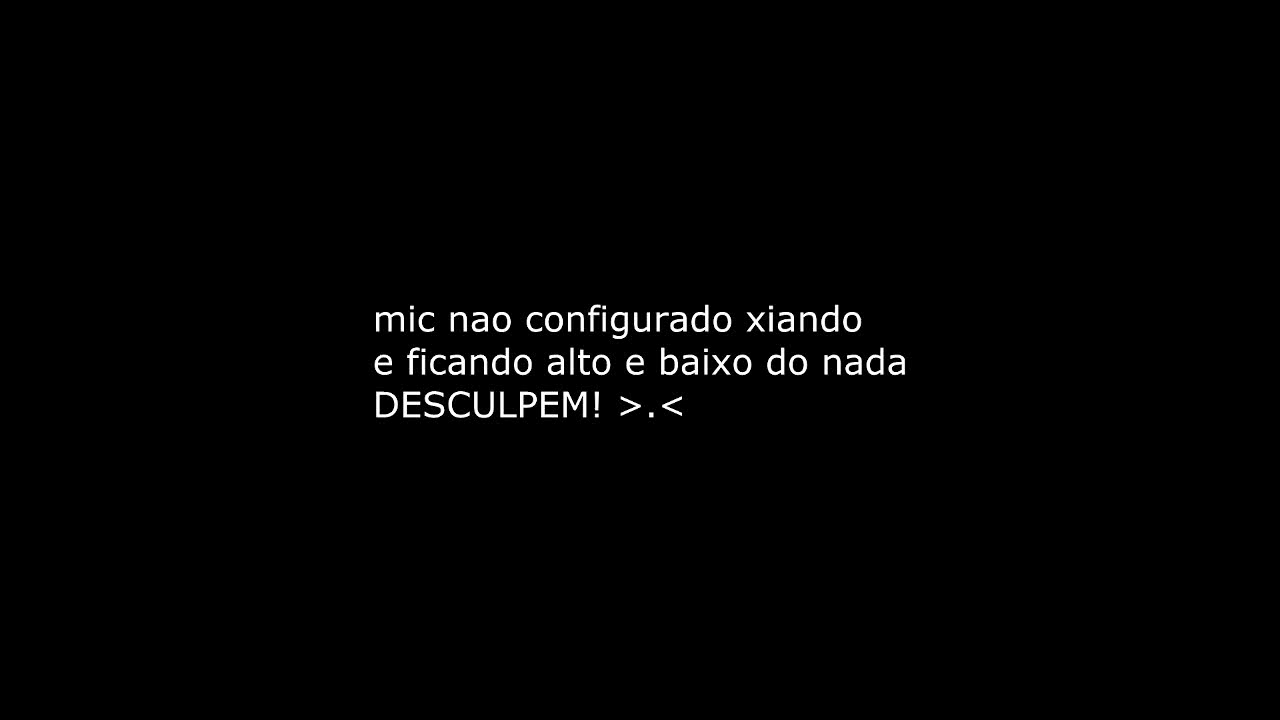 mic nao configurado xiando
e ficando alto e baixo do nada
DESCULPEM! >.<